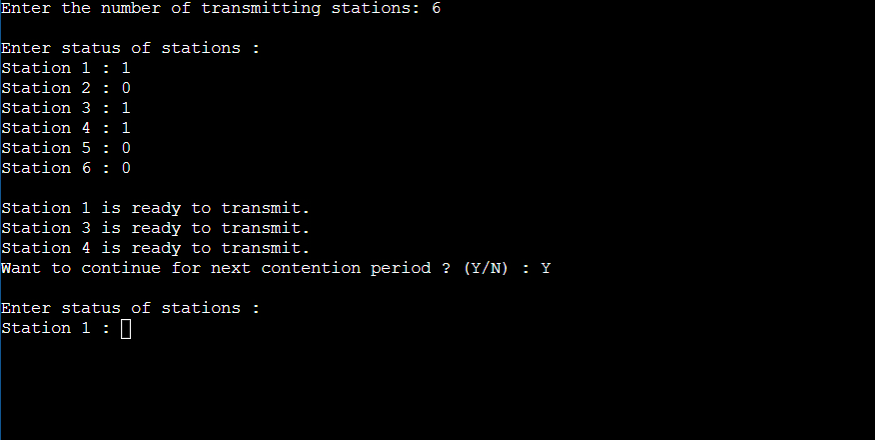 Enter the number of transmitting stations: 6
Enter status of stations :
Station 1 : 1
Station 2 : 0
Station 3 : 1
Station 4 : 1
Station 5 : 0
Station 6 : 0
Station 1 is ready to transmit.
Station 3 is ready to transmit.
Station 4 is ready to transmit.
Want to continue for next contention period ? (Y/N) : Y
Enter status of stations :
Station 1 :